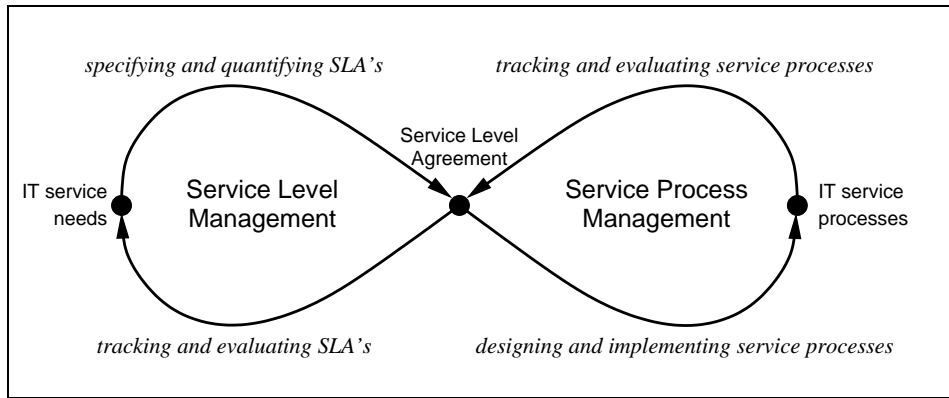 specifying and quantifying SLA's
tracking and evaluating service processes
Service Level
Agreement
IT service
needs
Service Level
Management
Service Process
Management
IT service
processes
tracking and evaluating SLA's
designing and implementing service processes